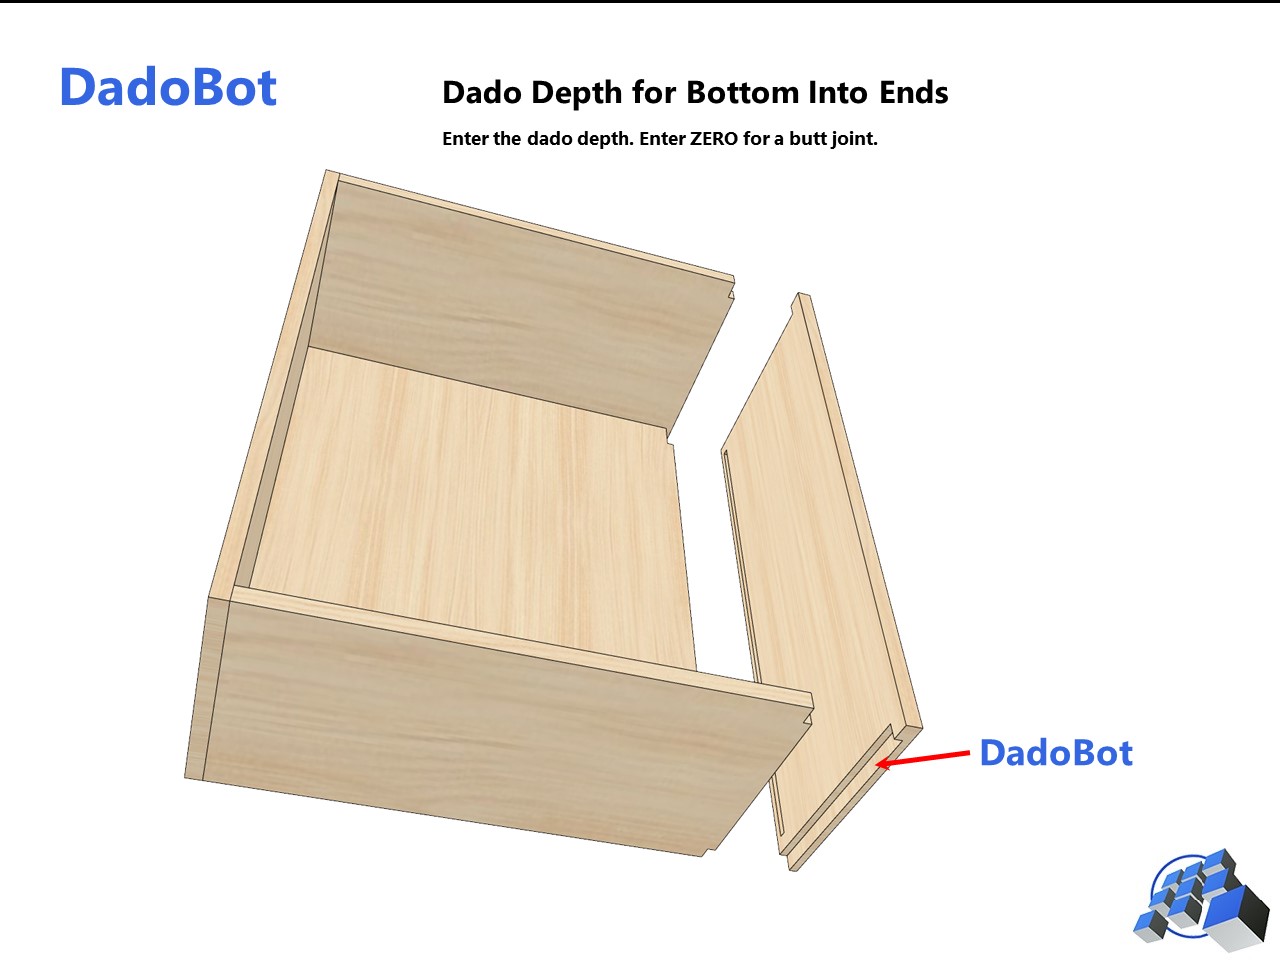 DadoBot
Dado Depth for Bottom Into Ends
Enter the dado depth. Enter ZERO for a butt joint.
DadoBot